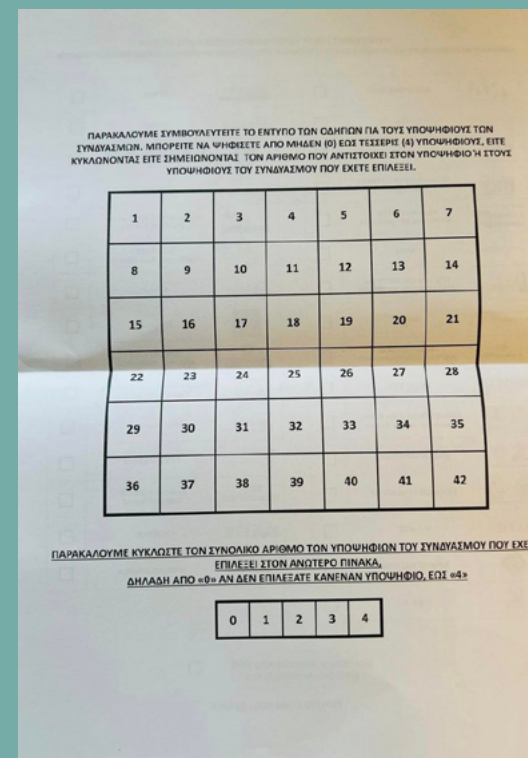 ΠΑΡΑΚΑΛΟΥΜΕ ΣΥΜΒΟΥΛΕΥΤΕΙΤΕ ΤΟ ΕΝΤΥΠΟ ΤΩΝ ΟΔΗΓΙΩΝ ΓΙΑ ΤΟΥΣ ΥΠΟΨΗΦΙΟΥΣ ΤΩΝ
ΣΥΝΔΥΑΣΜΩΝ. ΜΠΟΡΕΙΤΕ ΝΑ ΨΗΦΙΣΕΤΕ ΑΠΟ ΜΗΔΕΝ (0) ΕΩΣ ΤΕΣΣΕΡΙΣ (4) ΥΠΟΨΗΦΙΟΥΣ, ΕΙΤΕ
ΚΥΚΛΩΝΟΝΤΑΣ ΕΙΤΕ ΣΗΜΕΙΩΝΟΝΤΑΣ ΤΟΝ ΑΡΙΘΜΟ ΠΟΥ ΑΝΤΙΣΤΟΙΧΕΙ ΣΤΟΝ ΥΠΟΨΗΦΙΟ Ή ΣΤΟΥΣ
ΥΠΟΨΗΦΙΟΥΣ ΤΟΥ ΣΥΝΔΥΑΣΜΟΥ ΠΟΥ ΕΧΕΤΕ ΕΠΙΛΕΞΕΙ.
1 2 3 4 5 6 7
8 9 10 11 12 13 14
15 16 17 18 19 20 21
22 23 24 25 26 27 28
29 30 31 32 33 34 35
36 37 38 39 40 41 42
ΠΑΡΑΚΑΛΟΥΜΕ ΚΥΚΛΩΣΤΕ ΤΟΝ ΣΥΝΟΛΙΚΟ ΑΡΙΘΜΟ ΤΩΝ ΥΠΟΨΗΦΙΩΝ ΤΟΥ ΣΥΝΔΥΑΣΜΟΥ ΠΟΥ ΕΧΕ
ΕΠΙΛΕΞΕΙ ΣΤΟΝ ΑΝΩΤΕΡΟ ΠΙΝΑΚΑ,
ΔΗΛΑΔΗ ΑΠΟ «0» ΑΝ ΔΕΝ ΕΠΙΛΕΞΑΤΕ ΚΑΝΕΝΑΝ ΥΠΟΨΗΦΙΟ, ΕΩΣ «4»
0 1 2 3 4